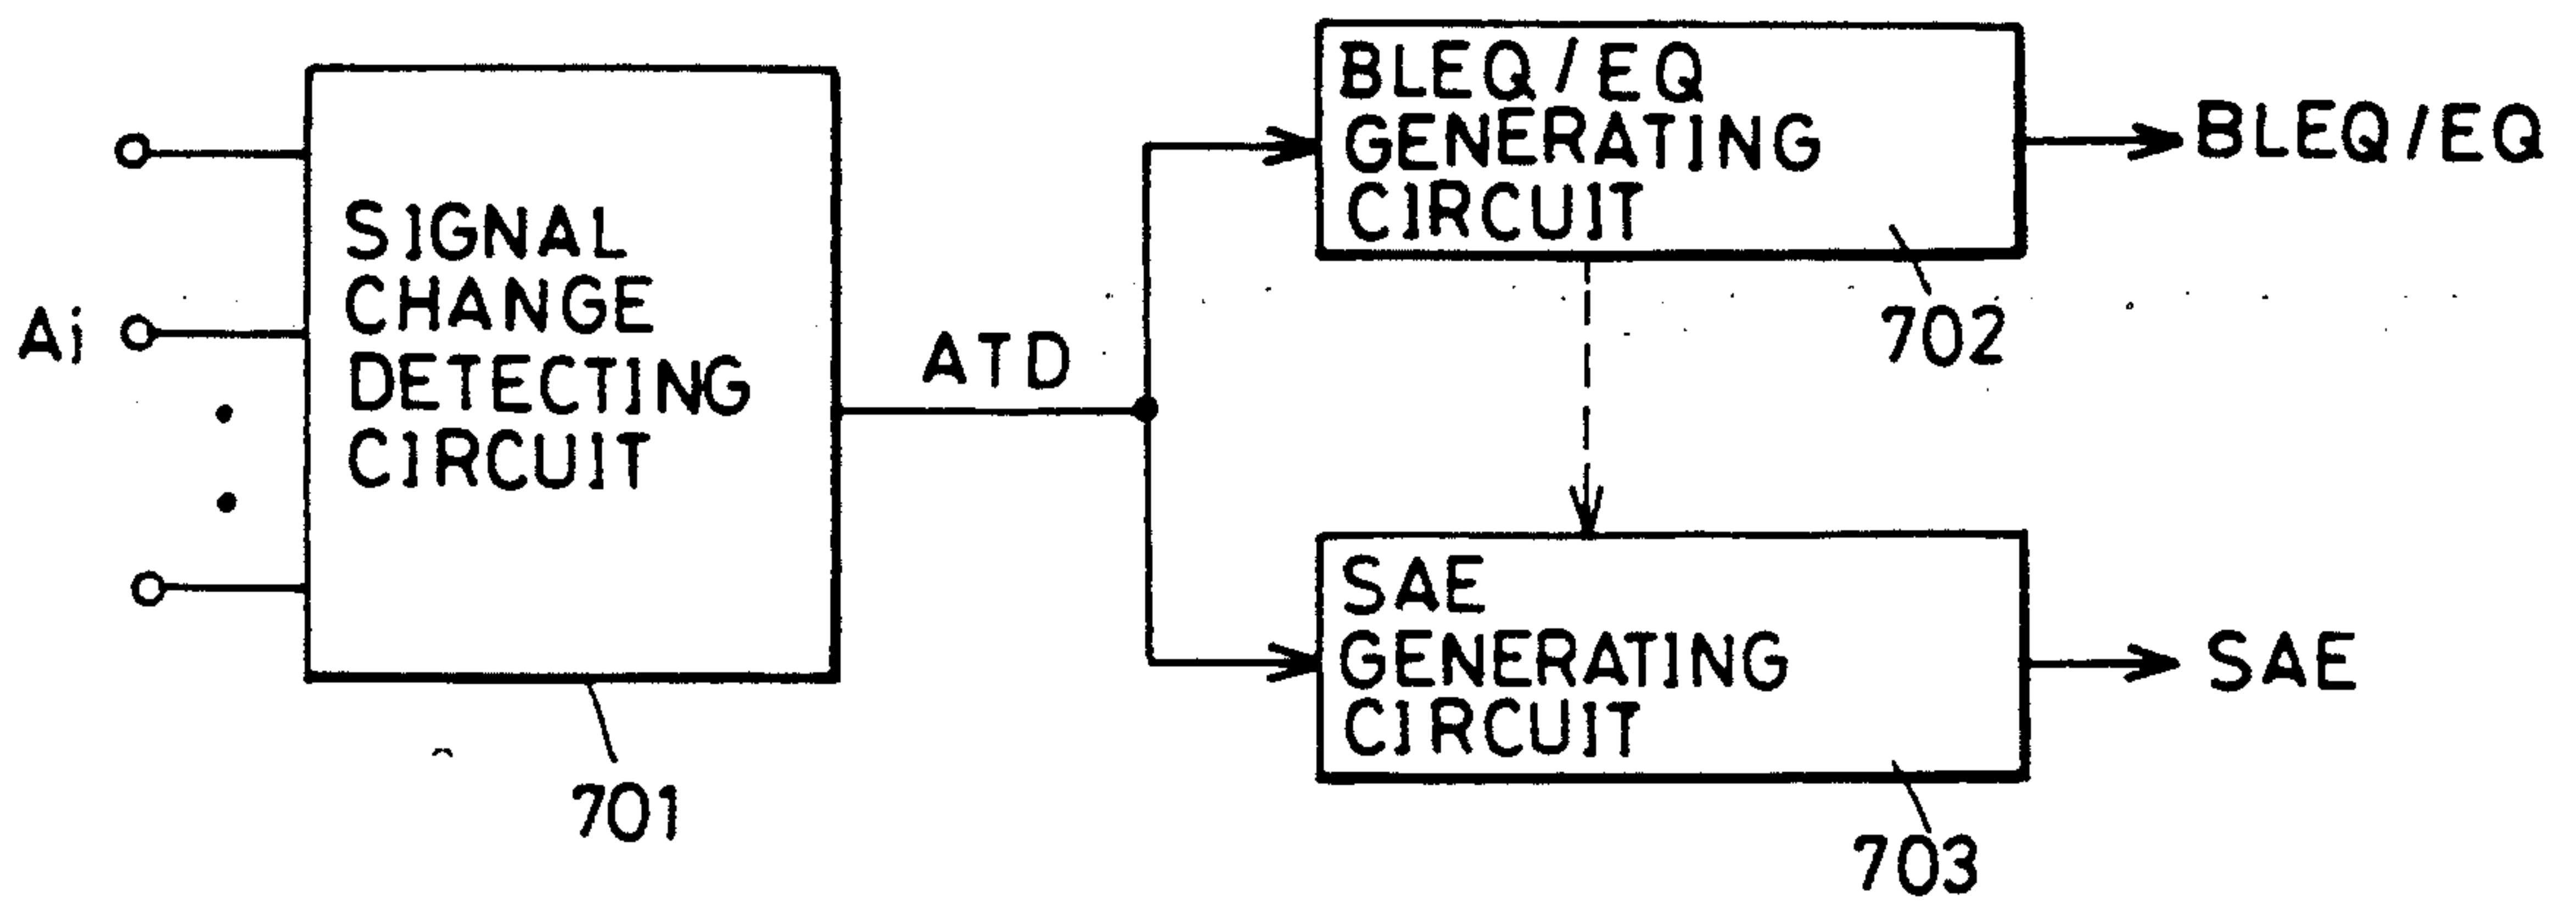 Ai
SIGNAL
CHANGE
DETECTING
CIRCUIT
701
ATD
BLEQ/EQ
GENERATING
CIRCUIT
702
BLEQ/EQ
SAE
GENERATING
CIRCUIT
703
SAE